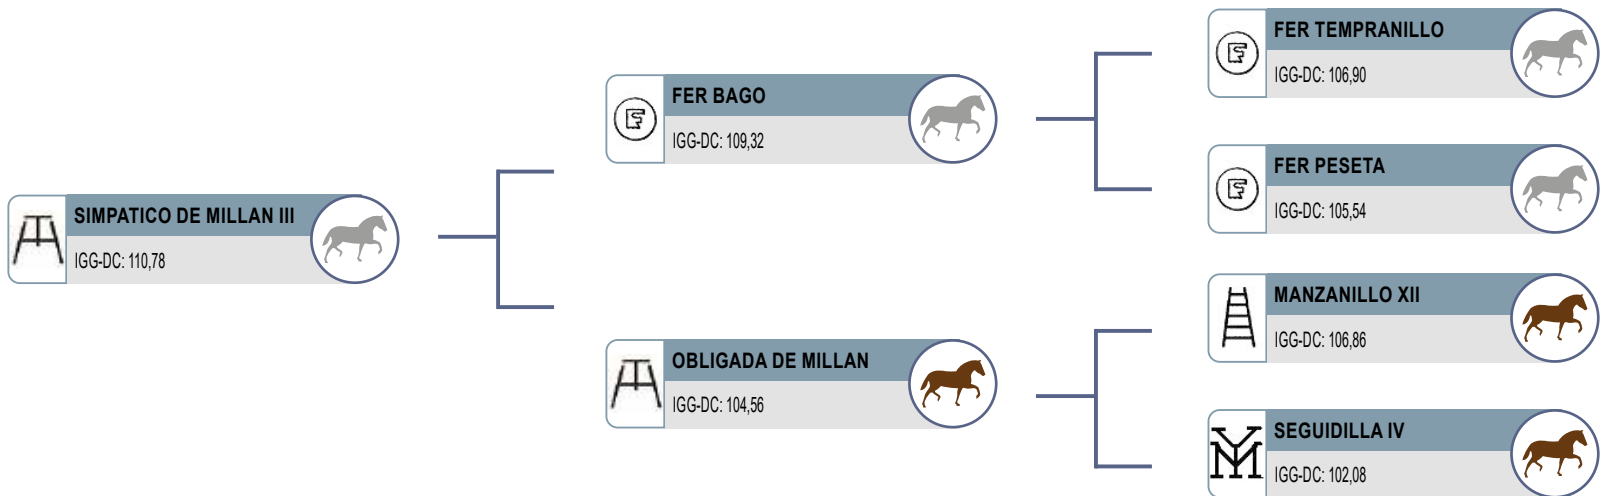 SIMPATICO DE MILLAN III
IGG-DC: 110,78
FER BAGO
IGG-DC: 109,32
OBLIGADA DE MILLAN
IGG-DC: 104,56
FER TEMPRANILLO
IGG-DC: 106,90
FER PESETA
IGG-DC: 105,54
MANZANILLO XII
IGG-DC: 106,86
SEGUIDILLA IV
IGG-DC: 102,08